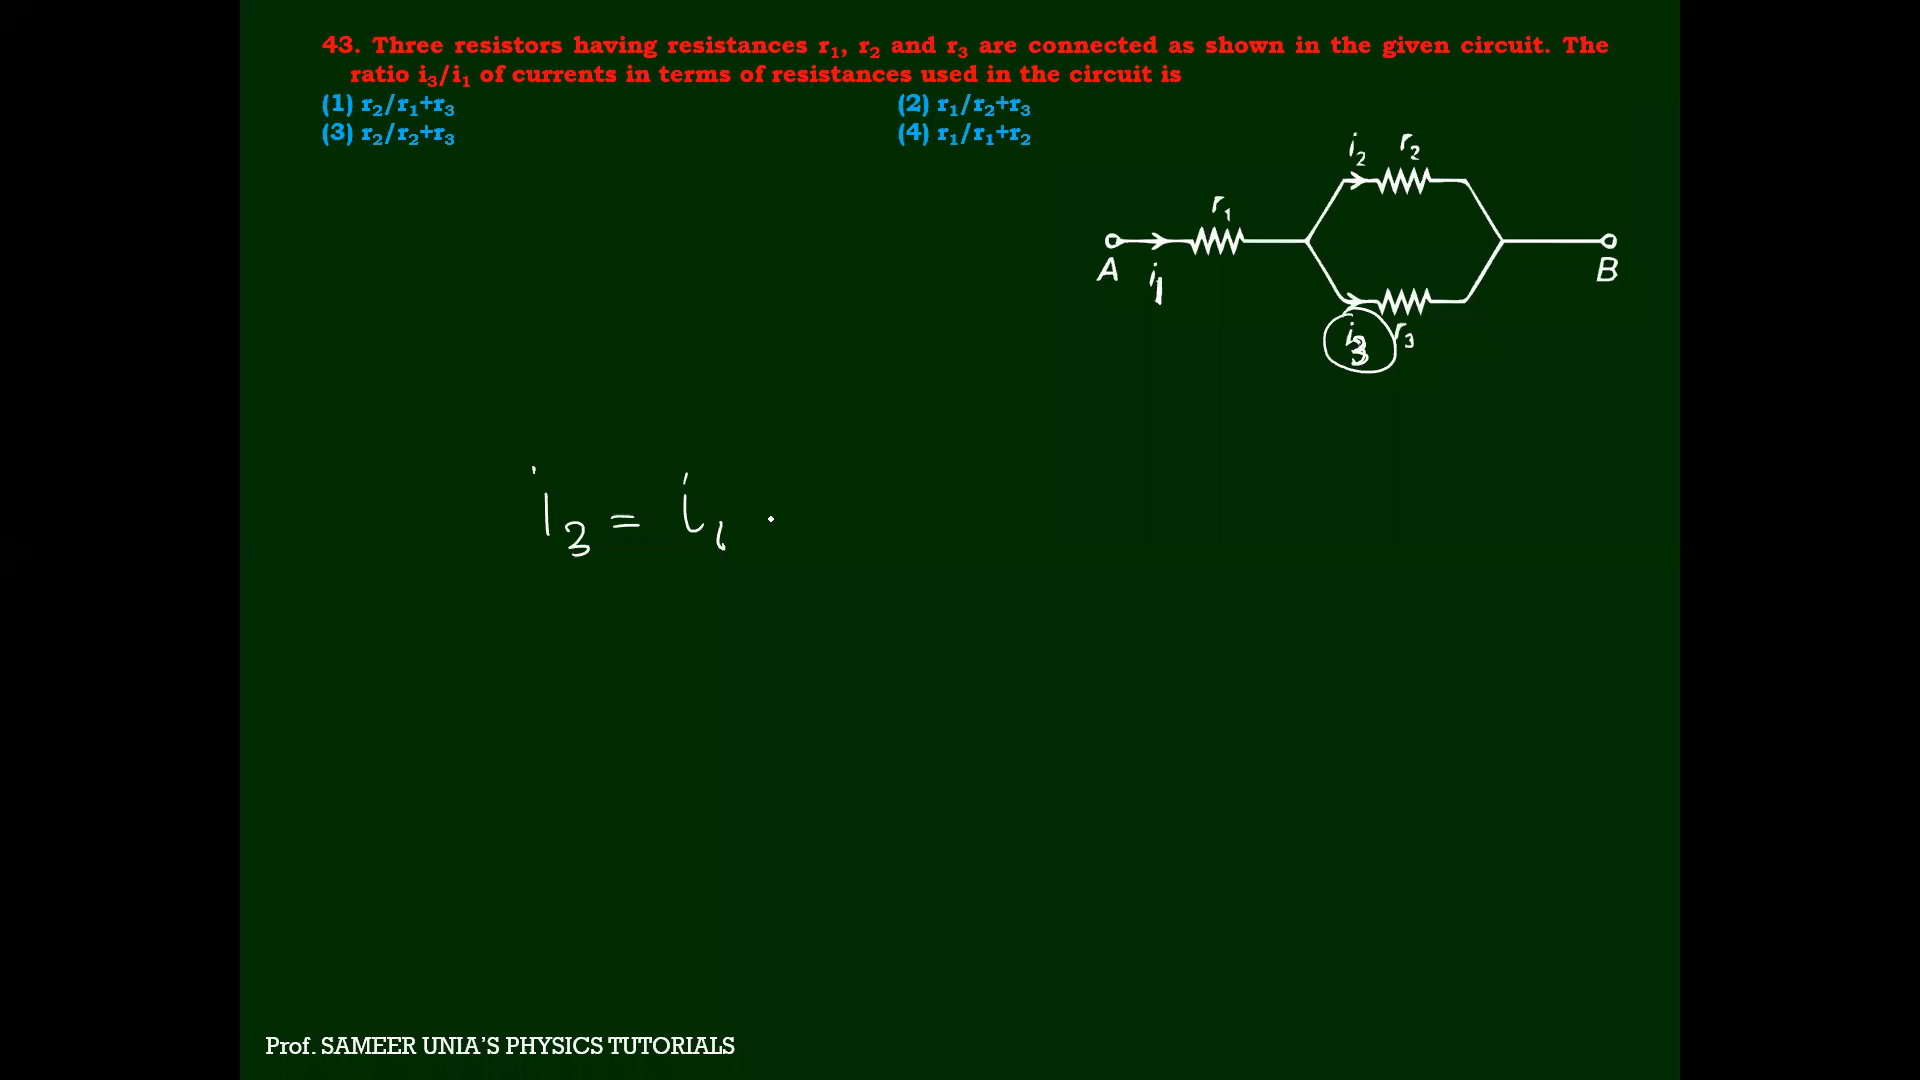 43. Three resistors having resistances r₁, r₂ and r₃ are connected as shown in the given circuit. The
ratio i₃/i₁ of currents in terms of resistances used in the circuit is
(1) r₂/r₁+r₃ (2) r₁/r₂+r₃
(3) r₂/r₂+r₃ (4) r₁/r₁+r₂
i₂ r₂
r₁
A i₁ B
i₃ r₃
i₃ = i₁ .
Prof. SAMEER UNIA'S PHYSICS TUTORIALS